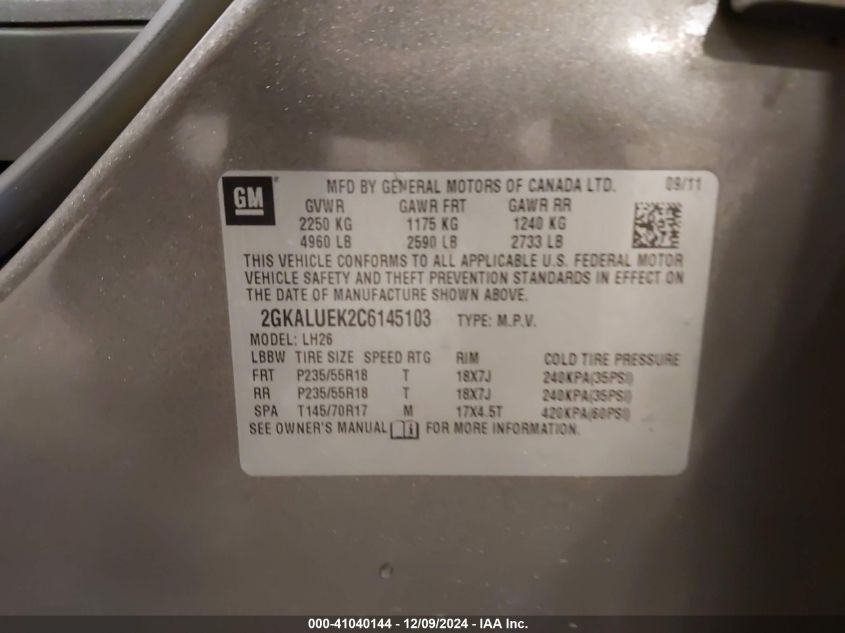 GM ® MFD BY GENERAL MOTORS OF CANADA LTD. 09/11
GVWR GAWR FRT GAWR RR
2250 KG 1175 KG 1240 KG
4960 LB 2590 LB 2733 LB
THIS VEHICLE CONFORMS TO ALL APPLICABLE U.S. FEDERAL MOTOR
VEHICLE SAFETY AND THEFT PREVENTION STANDARDS IN EFFECT ON
THE DATE OF MANUFACTURE SHOWN ABOVE.
2GKALUEK2C6145103 TYPE: M.P.V.
MODEL: LH26
LBBW TIRE SIZE SPEED RTG RIM COLD TIRE PRESSURE
FRT P235/55R18 T 18X7J 240KPA(35PSI)
RR P235/55R18 T 18X7J 240KPA(35PSI)
SPA T145/70R17 M 17X4.5T 420KPA(60PSI)
SEE OWNER'S MANUAL FOR MORE INFORMATION.
000-41040144 - 12/09/2024 - IAA Inc.